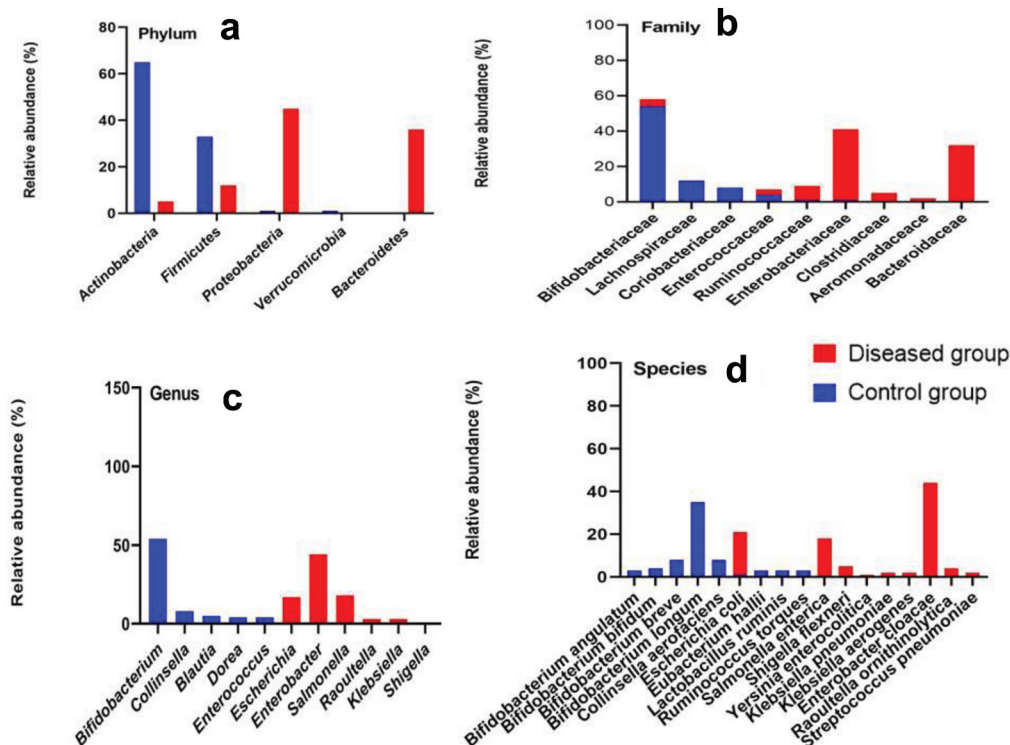 Phylum
a
Relative abundance (%)
80
60
40
20
0
Actinobacteria
Firmicutes
Proteobacteria
Verrucomicrobia
Bacteroidetes
Family
b
Relative abundance (%)
100
80
60
40
20
0
Bifidobacteriaceae
Lachnospiraceae
Coriobacteriaceae
Enterococcaceae
Ruminococcaceae
Enterobacteriaceae
Clostridiaceae
Aeromonadaceace
Bacteroidaceae
Genus
c
Relative abundance (%)
150
100
50
0
Bifidobacterium
Collinsella
Blautia
Dorea
Enterococcus
Escherichia
Enterobacter
Salmonella
Raoultella
Klebsiella
Shigella
Species
d
Diseased group
Control group
Relative abundance (%)
100
80
60
40
20
0
Bifidobacterium angulatum
Bifidobacterium bifidum
Bifidobacterium breve
Bifidobacterium longum
Collinsella aerofaciens
Escherichia coli
Eubacterium hallii
Lactobacillus ruminis
Ruminococcus torques
Salmonella enterica
Shigella flexineri
Yersinia enterocolitica
Klebsiella pneumoniae
Klebsiella aerogenes
Enterobacter cloacae
Raoultella ornithinolytica
Streptococcus pneumoniae